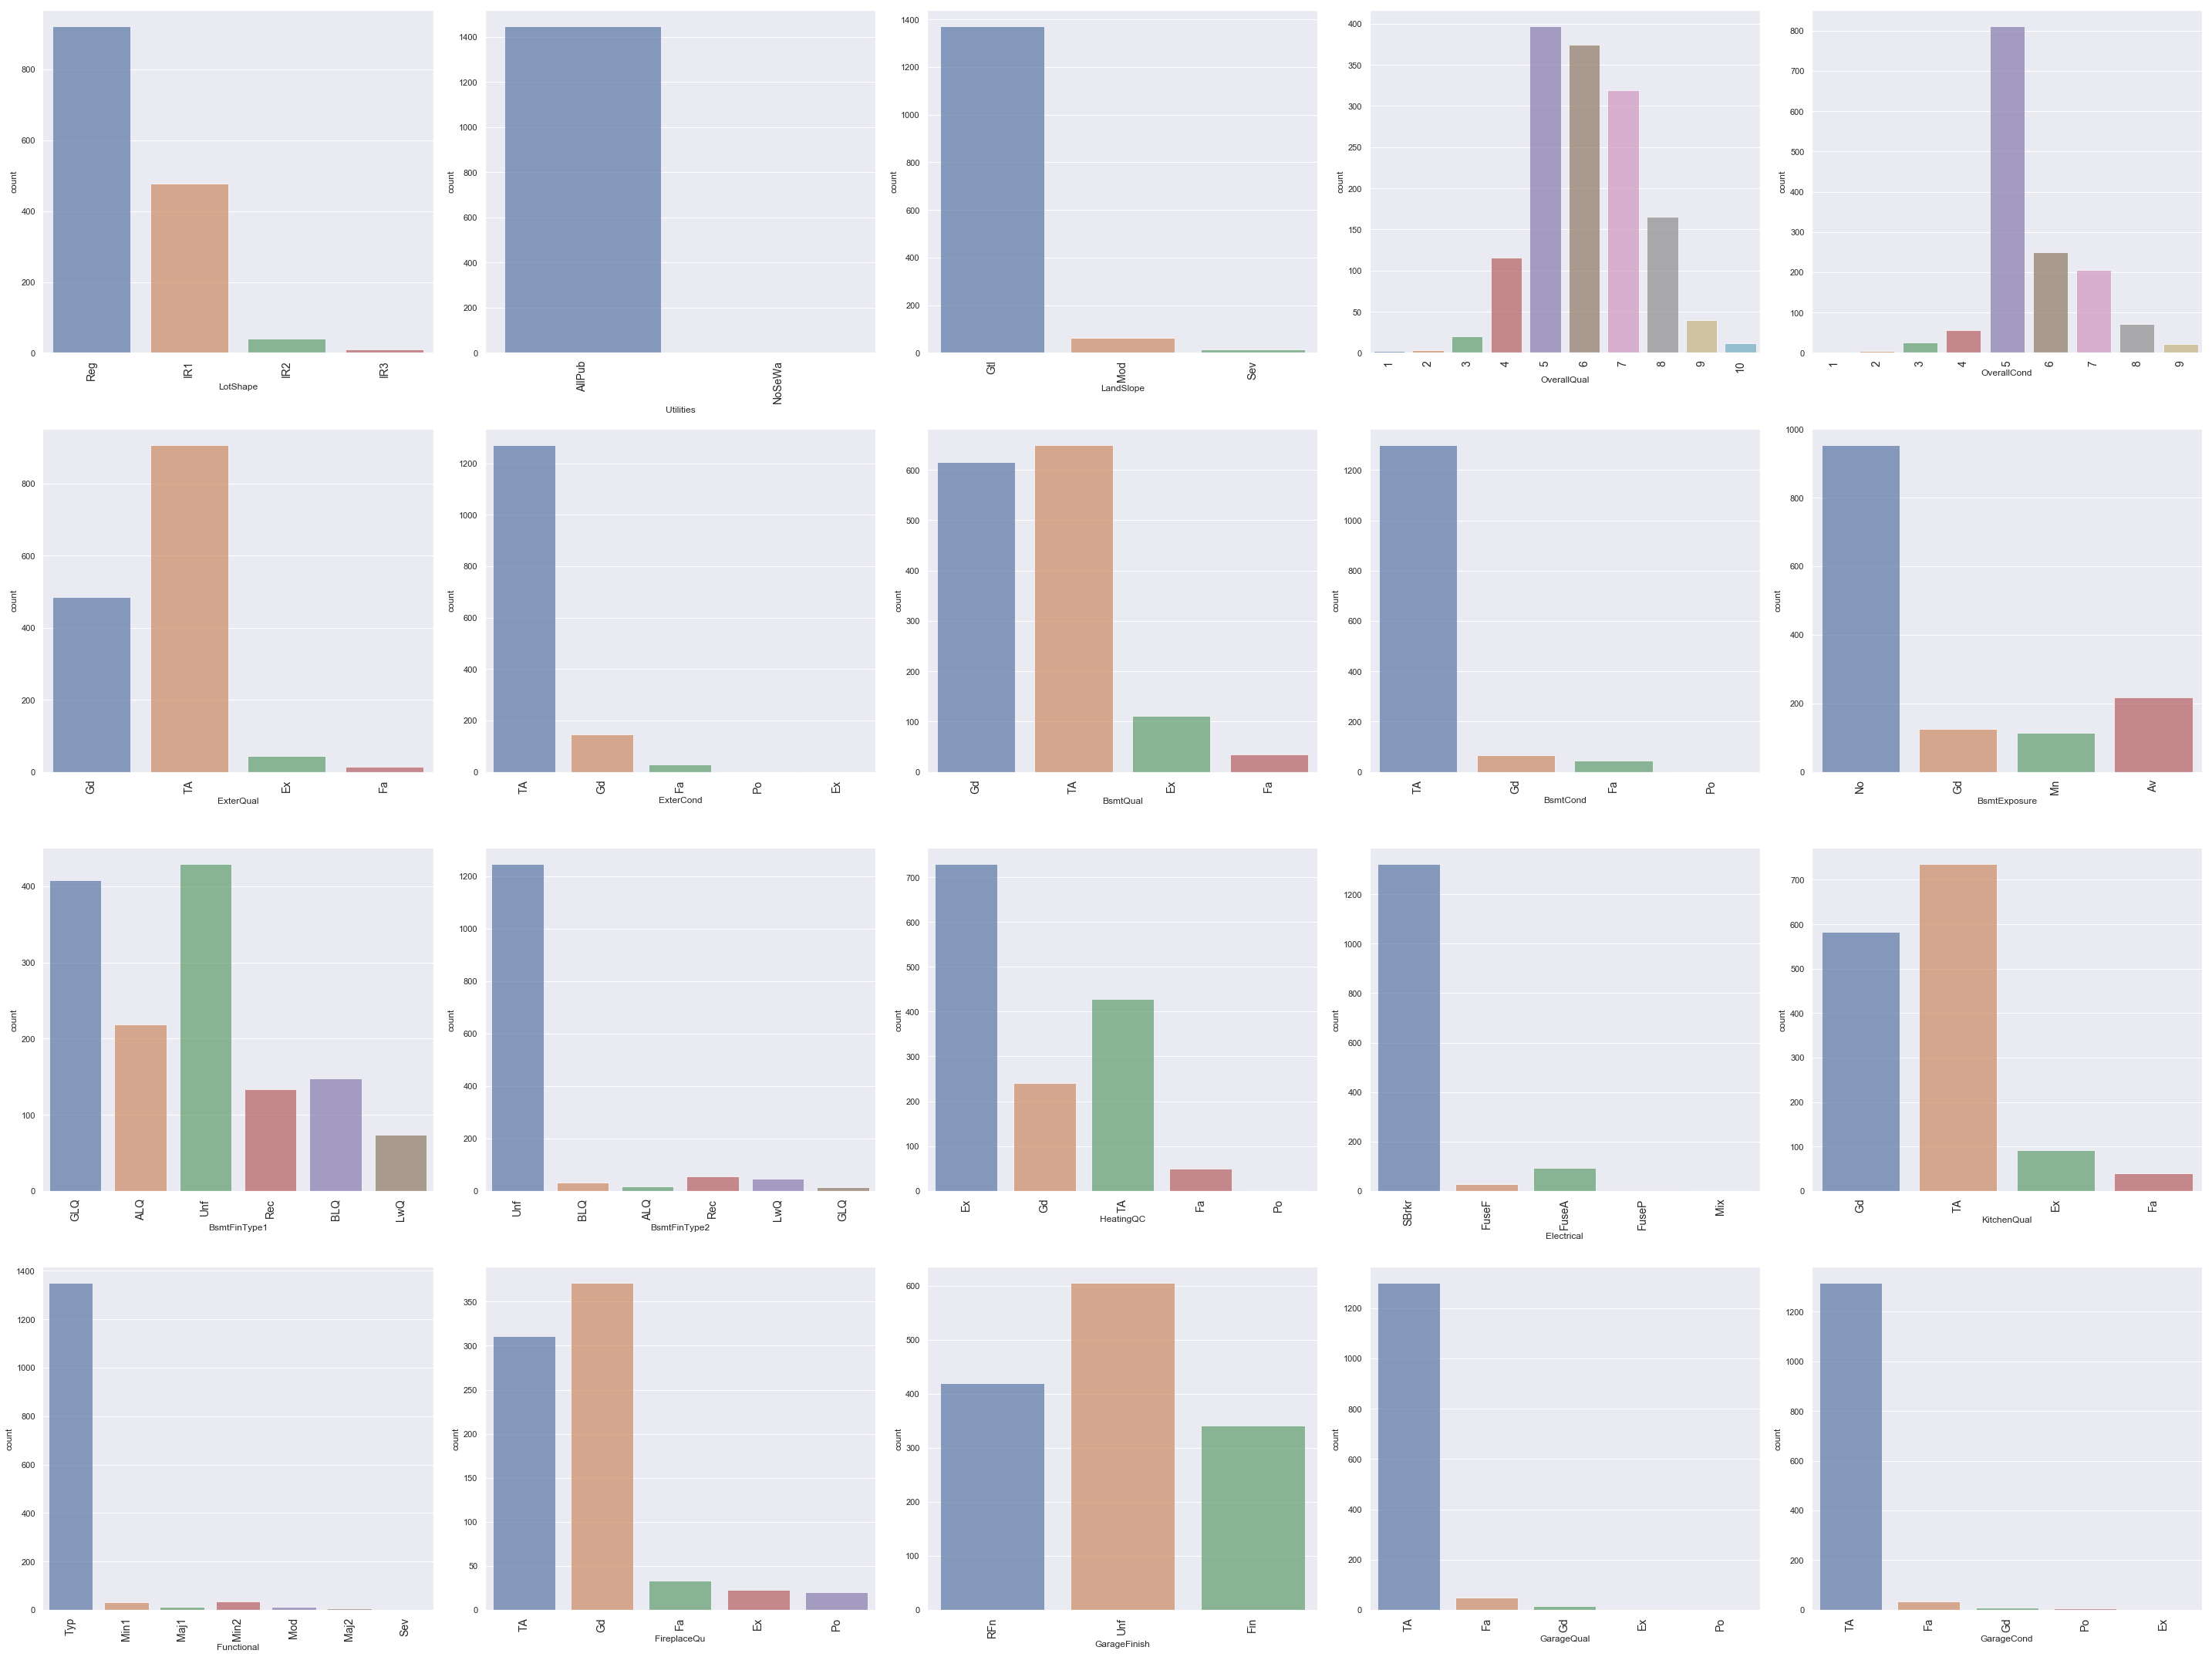 count
800
600
400
200
0
Reg
IR1
IR2
IR3
LotShape
count
1400
1200
1000
800
600
400
200
0
AllPub
NoSeWa
Utilities
count
1400
1200
1000
800
600
400
200
0
Gtl
Mod
Sev
LandSlope
count
400
350
300
250
200
150
100
50
0
1
2
3
4
5
6
7
8
9
10
OverallQual
count
800
700
600
500
400
300
200
100
0
1
2
3
4
5
6
7
8
9
OverallCond
count
800
600
400
200
0
Gd
TA
Ex
Fa
ExterQual
count
1200
1000
800
600
400
200
0
TA
Gd
Fa
Po
Ex
ExterCond
count
600
500
400
300
200
100
0
Gd
TA
Ex
Fa
BsmtQual
count
1200
1000
800
600
400
200
0
TA
Gd
Fa
Po
BsmtCond
count
1000
800
600
400
200
0
No
Gd
Mn
Av
BsmtExposure
count
400
300
200
100
0
GLQ
ALQ
Unf
Rec
BLQ
LwQ
BsmtFinType1
count
1200
1000
800
600
400
200
0
Unf
BLQ
ALQ
Rec
LwQ
GLQ
BsmtFinType2
count
700
600
500
400
300
200
100
0
Ex
Gd
TA
Fa
Po
HeatingQC
count
1200
1000
800
600
400
200
0
SBrkr
FuseF
FuseA
FuseP
Mix
Electrical
count
700
600
500
400
300
200
100
0
Gd
TA
Ex
Fa
KitchenQual
count
1400
1200
1000
800
600
400
200
0
Typ
Min1
Maj1
Min2
Mod
Maj2
Sev
Functional
count
350
300
250
200
150
100
50
0
TA
Gd
Fa
Ex
Po
FireplaceQu
count
600
500
400
300
200
100
0
RFn
Unf
Fin
GarageFinish
count
1200
1000
800
600
400
200
0
TA
Fa
Gd
Ex
Po
GarageQual
count
1200
1000
800
600
400
200
0
TA
Fa
Gd
Po
Ex
GarageCond